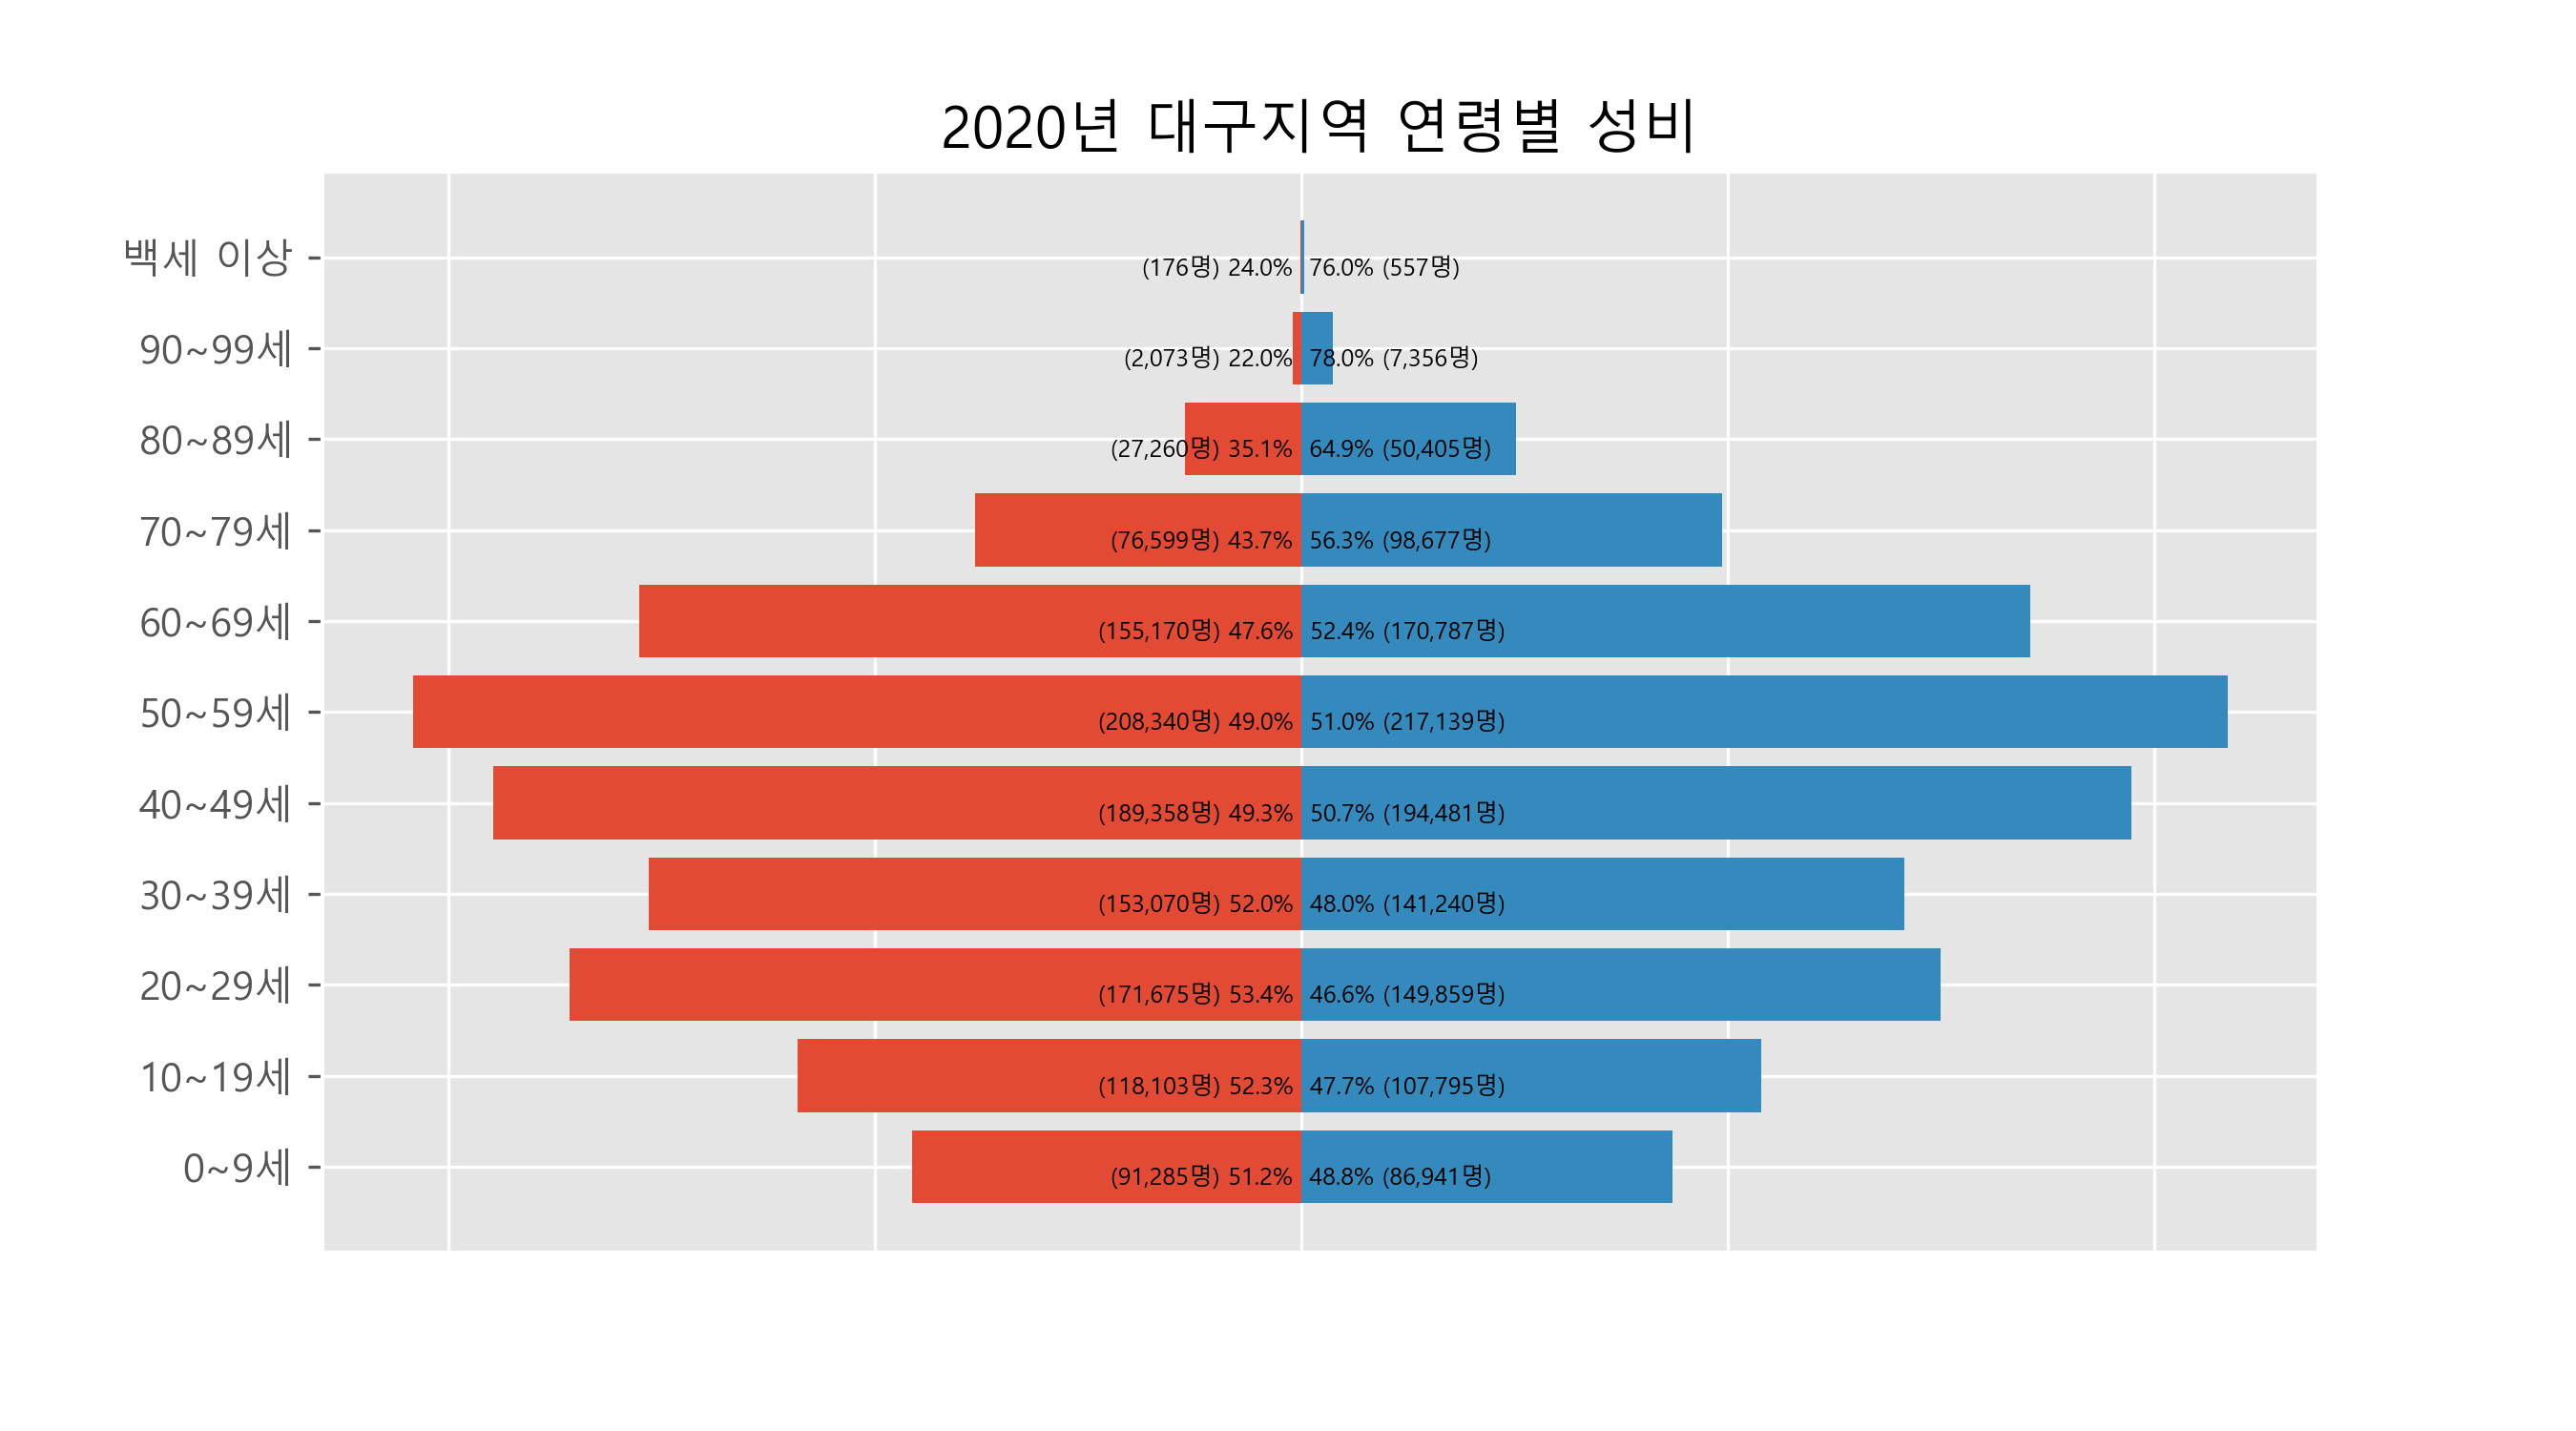 2020년 대구지역 연령별 성비
백세 이상 (176명) 24.0% 76.0% (557명)
90~99세 (2,073명) 22.0% 78.0% (7,356명)
80~89세 (27,260명) 35.1% 64.9% (50,405명)
70~79세 (76,599명) 43.7% 56.3% (98,677명)
60~69세 (155,170명) 47.6% 52.4% (170,787명)
50~59세 (208,340명) 49.0% 51.0% (217,139명)
40~49세 (189,358명) 49.3% 50.7% (194,481명)
30~39세 (153,070명) 52.0% 48.0% (141,240명)
20~29세 (171,675명) 53.4% 46.6% (149,859명)
10~19세 (118,103명) 52.3% 47.7% (107,795명)
0~9세 (91,285명) 51.2% 48.8% (86,941명)